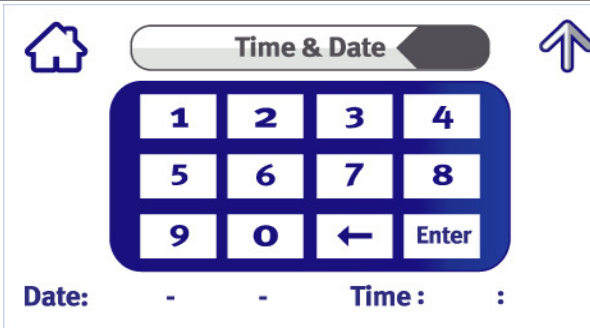 Time & Date
1 2 3 4
5 6 7 8
9 0 ← Enter
Date: - - Time: :